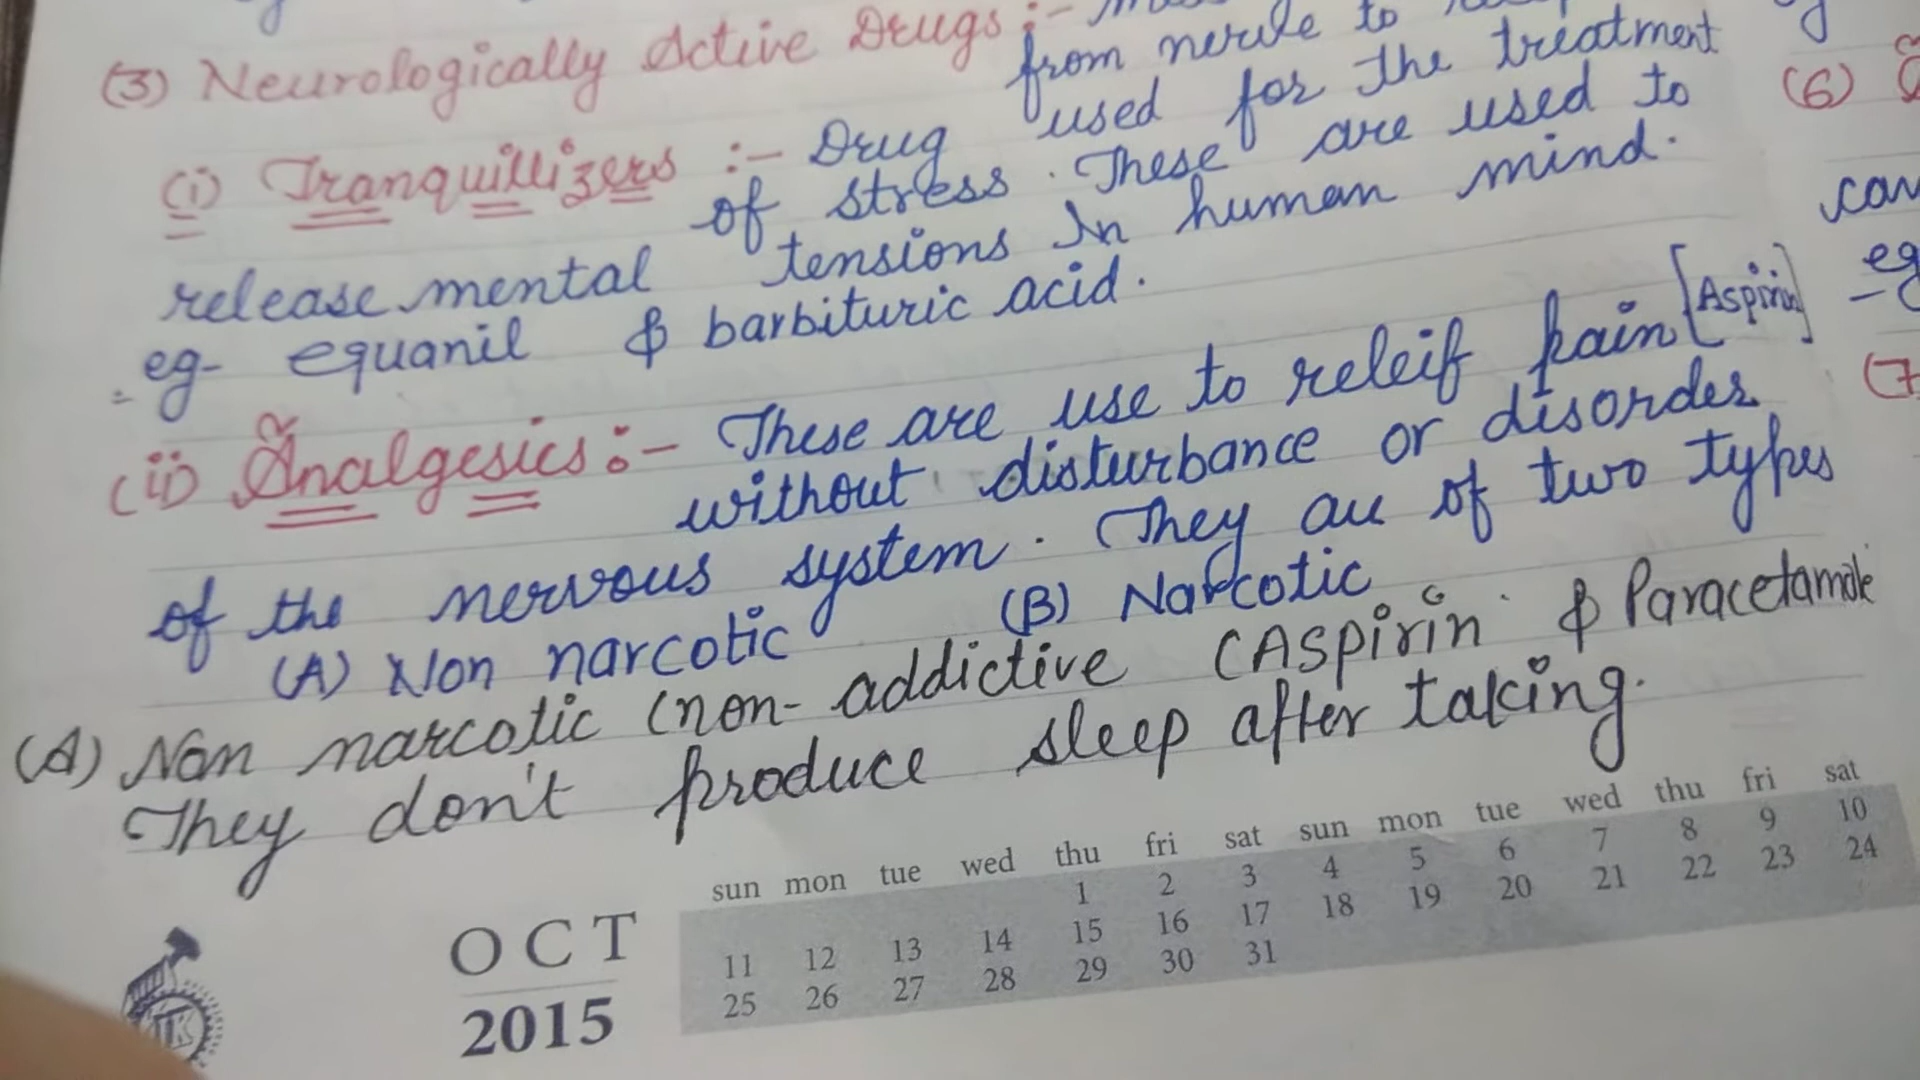 (3) Neurologically Active Drugs :-
from nerve to
(i) Tranquillizers :- Drug used for the treatment
of stress. These are used to
release mental tensions In human mind.
eg- equanil & barbituric acid.
(ii) Analgesics :- These are use to releif pain [Aspirin]
without disturbance or disorder
of the nervous system. They are of two types
(A) Non narcotic (B) Narcotic
(A) Non narcotic (non-addictive (Aspirin & Paracetamole
They don't produce sleep after taking.
(6)
eg
(7
OCT
2015
sun mon tue wed thu fri sat sun mon tue wed thu fri sat
1 2 3 4 5 6 7 8 9 10
11 12 13 14 15 16 17 18 19 20 21 22 23 24
25 26 27 28 29 30 31